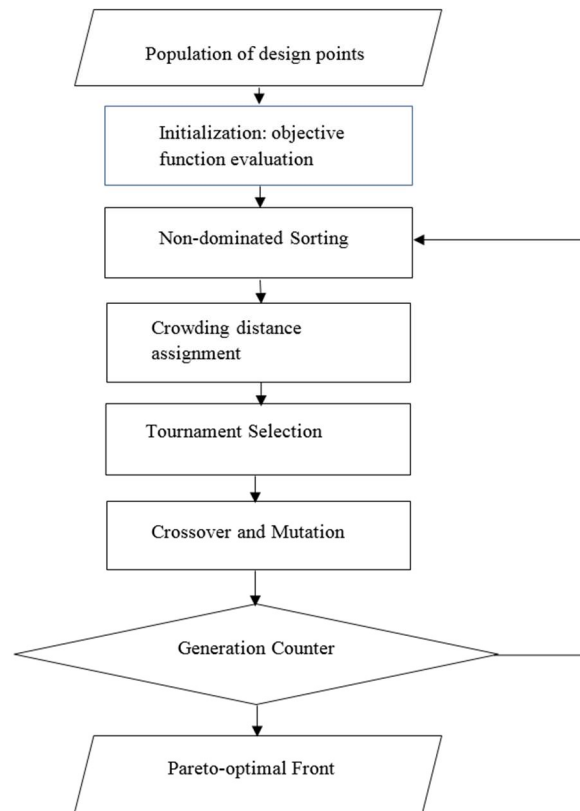 Population of design points
Initialization: objective
function evaluation
Non-dominated Sorting
Crowding distance
assignment
Tournament Selection
Crossover and Mutation
Generation Counter
Pareto-optimal Front